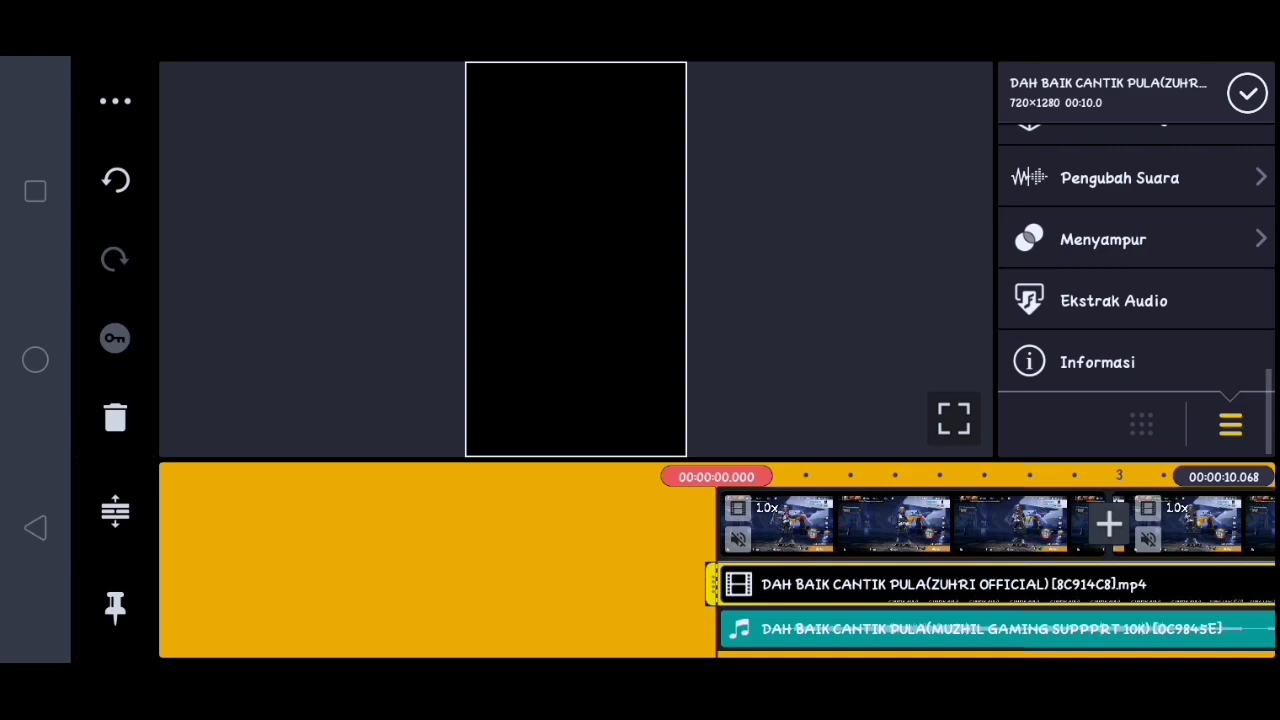 DAH BAIK CANTIK PULA(ZUHR...
720×1280 00:10.0
Pengubah Suara
Menyampur
Ekstrak Audio
Informasi
00:00:00.000
3
00:00:10.068
1.0x
1.0x
DAH BAIK CANTIK PULA(ZUHRI OFFICIAL) [8C914C8].mp4
DAH BAIK CANTIK PULA(MUZHIL GAMING SUPPPRT 10K) [0C9845E]